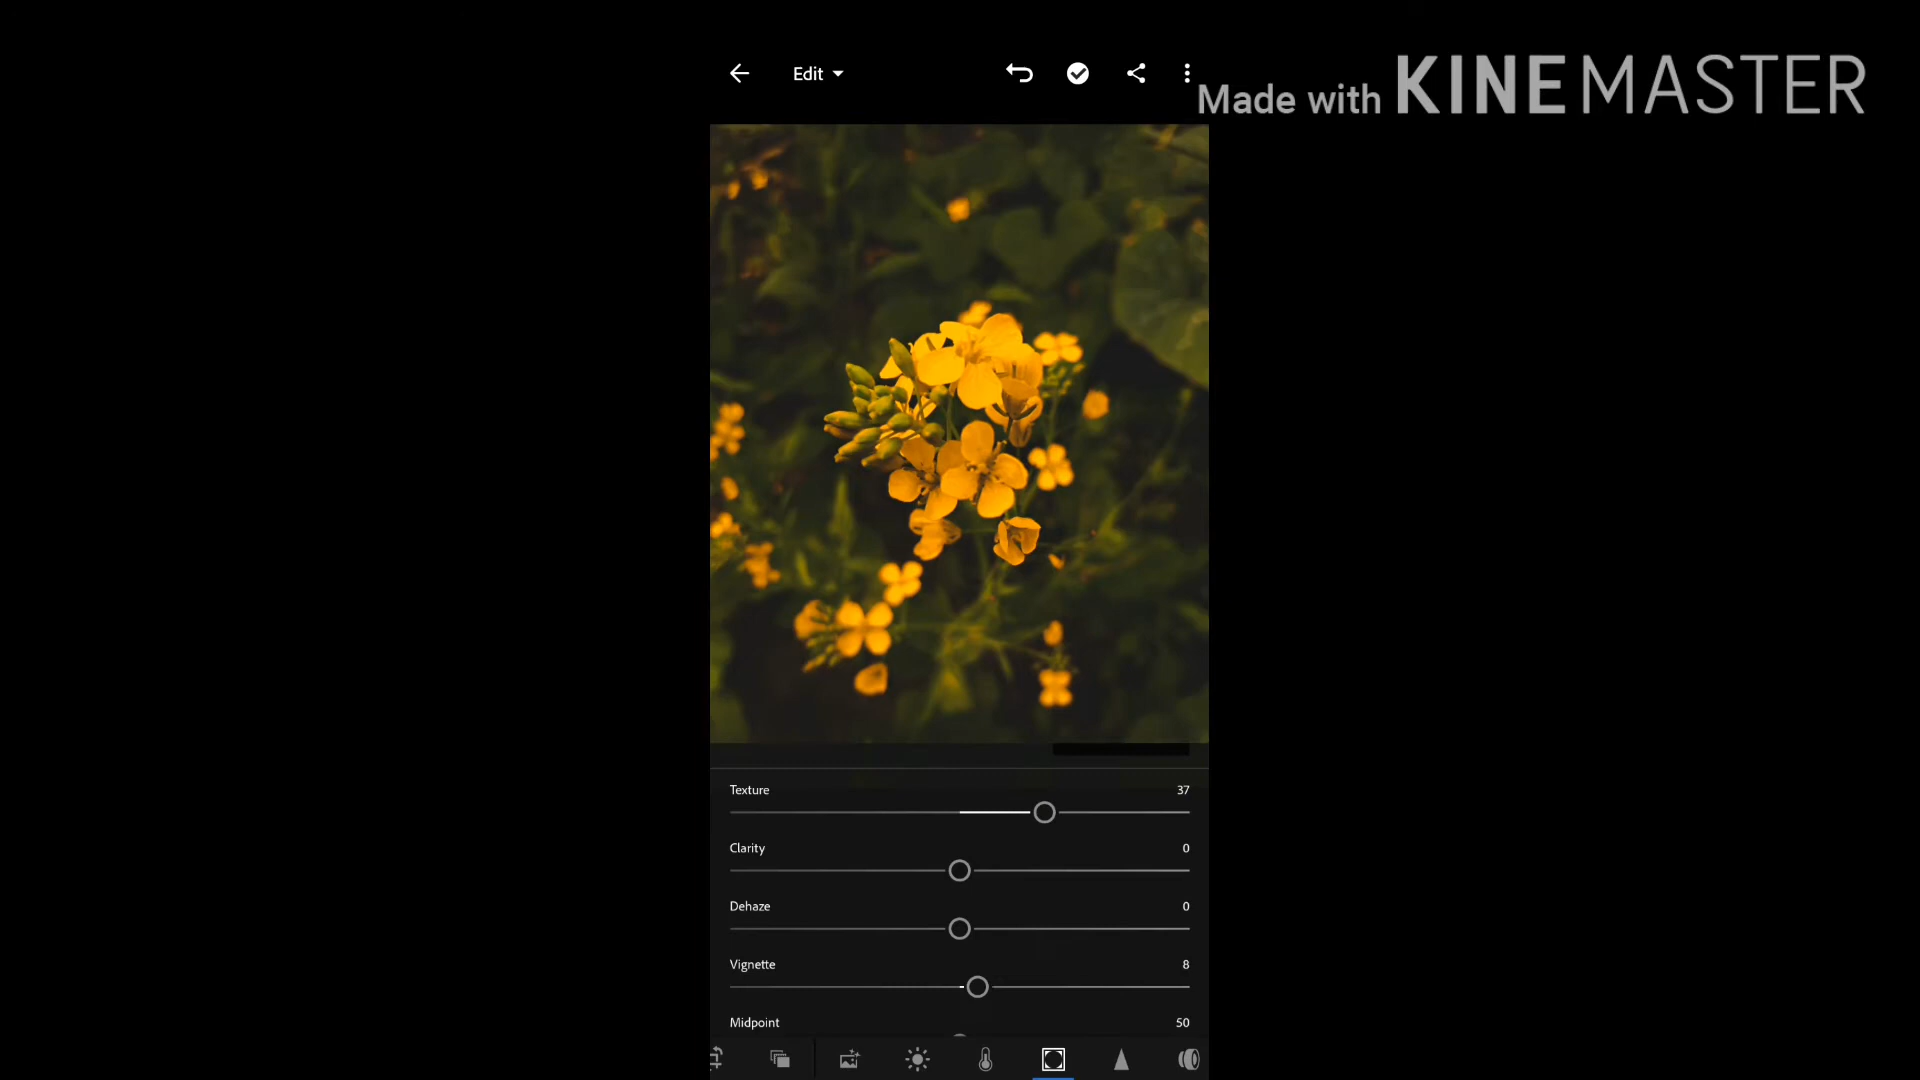 Edit
Made with KINEMASTER
Texture 37
Clarity 0
Dehaze 0
Vignette 8
Midpoint 50